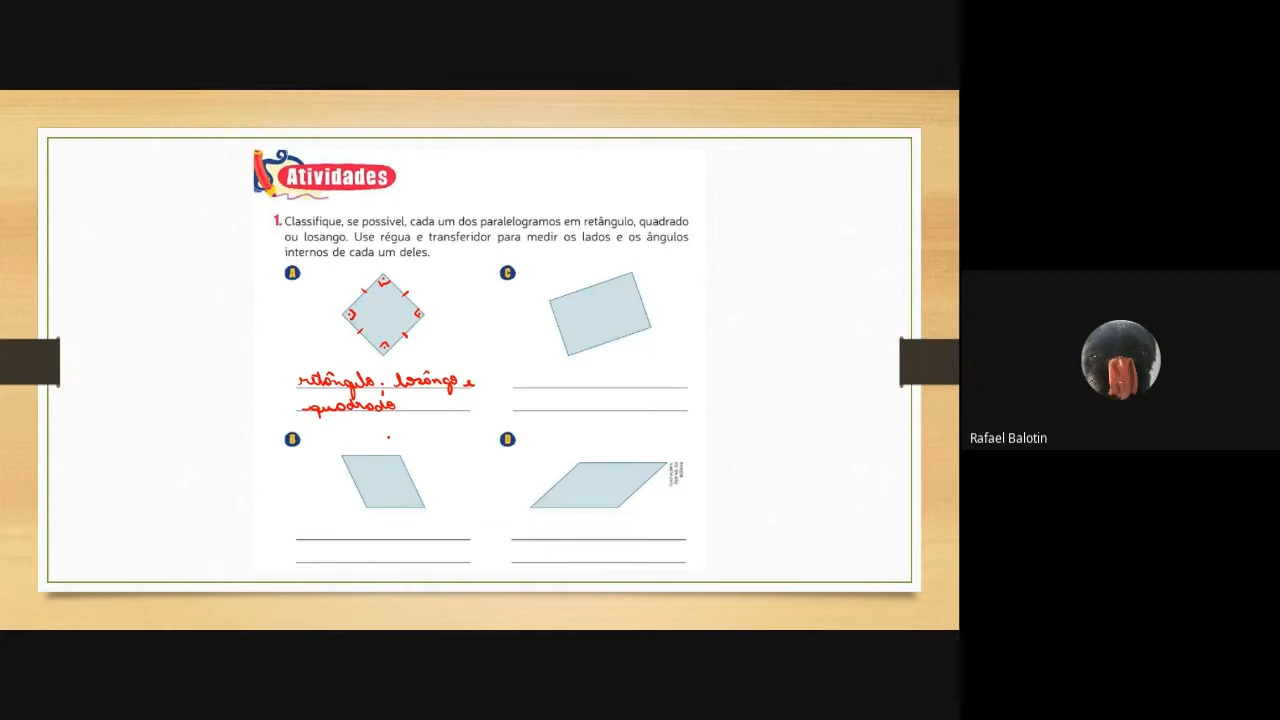 Atividades
1. Classifique, se possível, cada um dos paralelogramos em retângulo, quadrado
ou losango. Use régua e transferidor para medir os lados e os ângulos
internos de cada um deles.
A
C
retângulo, losângo e
quadrado
B
D
Rafael Balotin